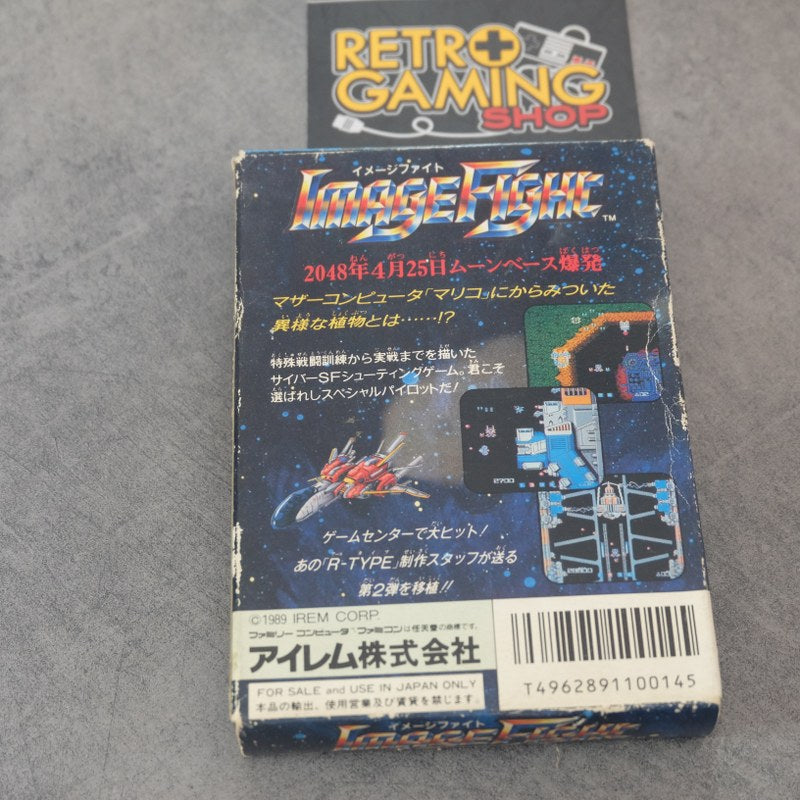 RETRO
GAMING
SHOP
イメージファイト
IMAGEFIGHT™
2048年4月25日ムーンベース爆発
マザーコンピュータ「マリコ」にからみついた
異様な植物とは……!?
特殊戦闘訓練から実戦までを描いた
サイバーSFシューティングゲーム。君こそ
選ばれしスペシャルパイロットだ!
2700
ゲームセンターで大ヒット!
あの「R-TYPE」制作スタッフが送る
第2弾を移植!!
©1989 IREM CORP.
ファミリーコンピュータ・ファミコンは任天堂の商標です。
アイレム株式会社
FOR SALE and USE IN JAPAN ONLY
本品の輸出、使用営業及び賃貸を禁じます。
T4962891100145
イメージファイト
IMAGEFIGHT